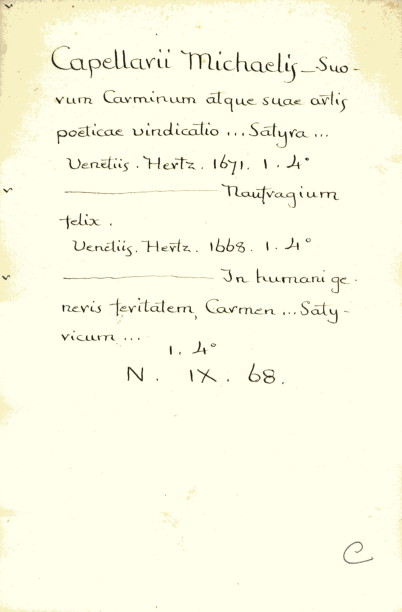 Capellarii Michaelis _ Suo-
rum Carminum atque suae artis
poëticae vindicatio ... Satyra ...
Venetiis. Hertz. 1671. 1. 4°
——— Naufragium
felix.
Venetiis. Hertz. 1668. 1. 4°
——— In humani ge-
neris feritatem, Carmen ... Saty-
ricum ...
1. 4°
N. IX. 68.
C